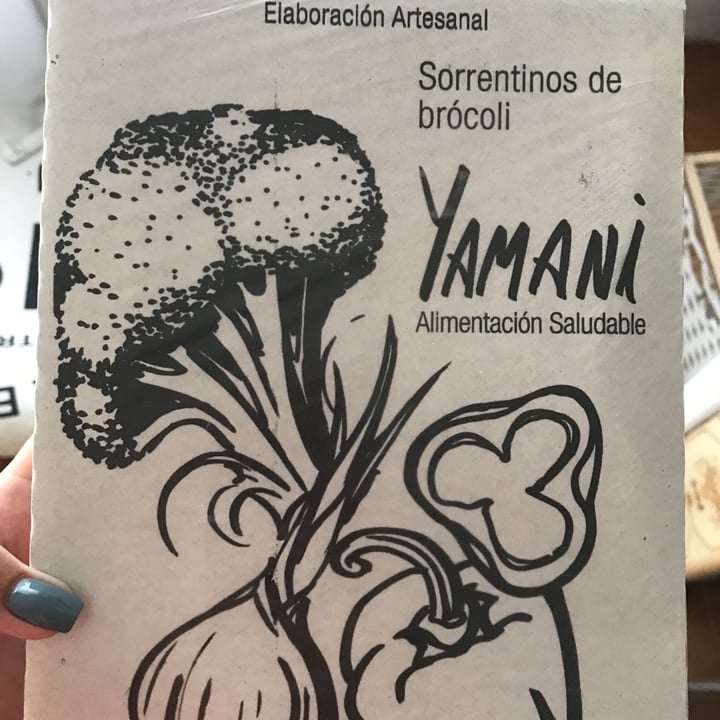 Elaboración Artesanal
Sorrentinos de
brócoli
YAMANi
Alimentación Saludable